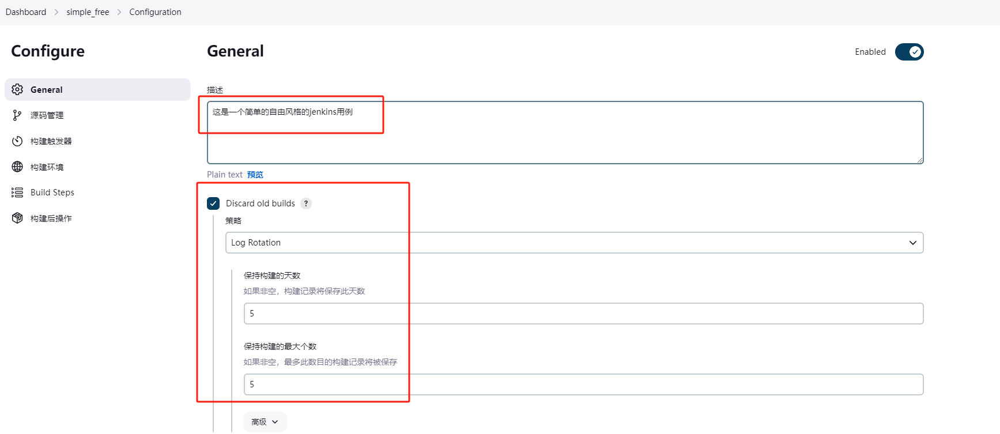 Dashboard > simple_free > Configuration
Configure
General
源码管理
构建触发器
构建环境
Build Steps
构建后操作
General
Enabled
描述
这是一个简单的自由风格的jenkins用例
Plain text 预览
Discard old builds ?
策略
Log Rotation
保持构建的天数
如果非空，构建记录将保存此天数
5
保持构建的最大个数
如果非空，最多此数目的构建记录将被保存
5
高级